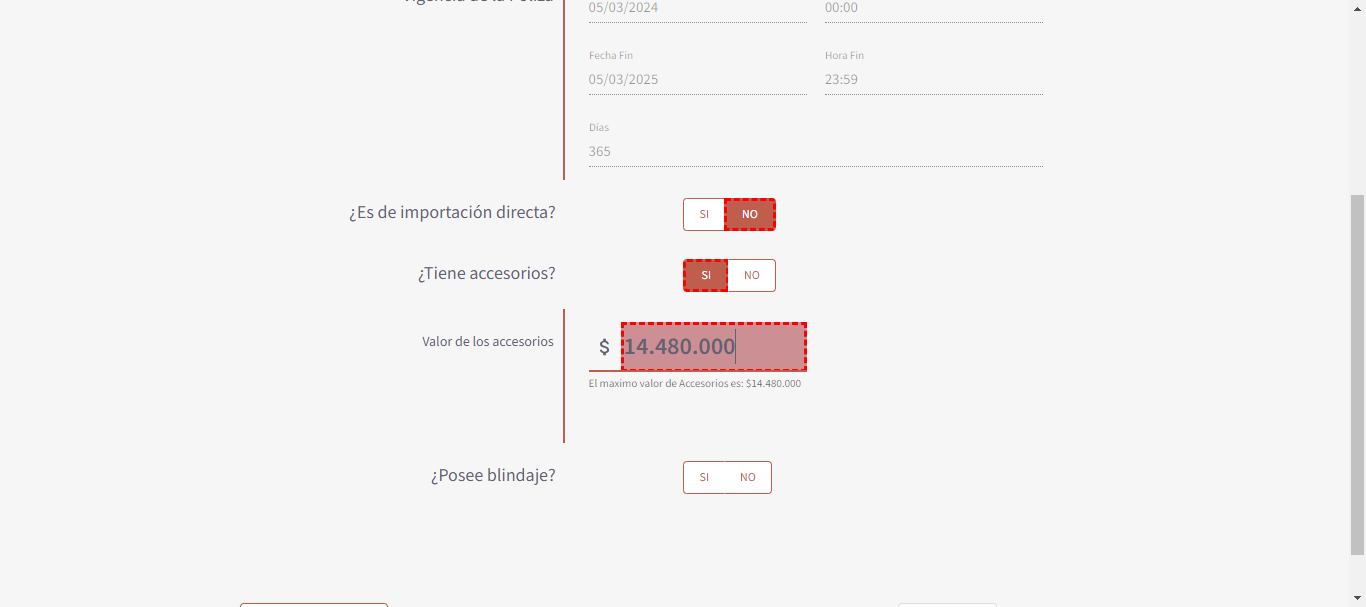 05/03/2024
00:00
Fecha Fin
Hora Fin
05/03/2025
23:59
Días
365
¿Es de importación directa?
SI
NO
¿Tiene accesorios?
SI
NO
Valor de los accesorios
$ 14.480.000
El maximo valor de Accesorios es: $14.480.000
¿Posee blindaje?
SI
NO